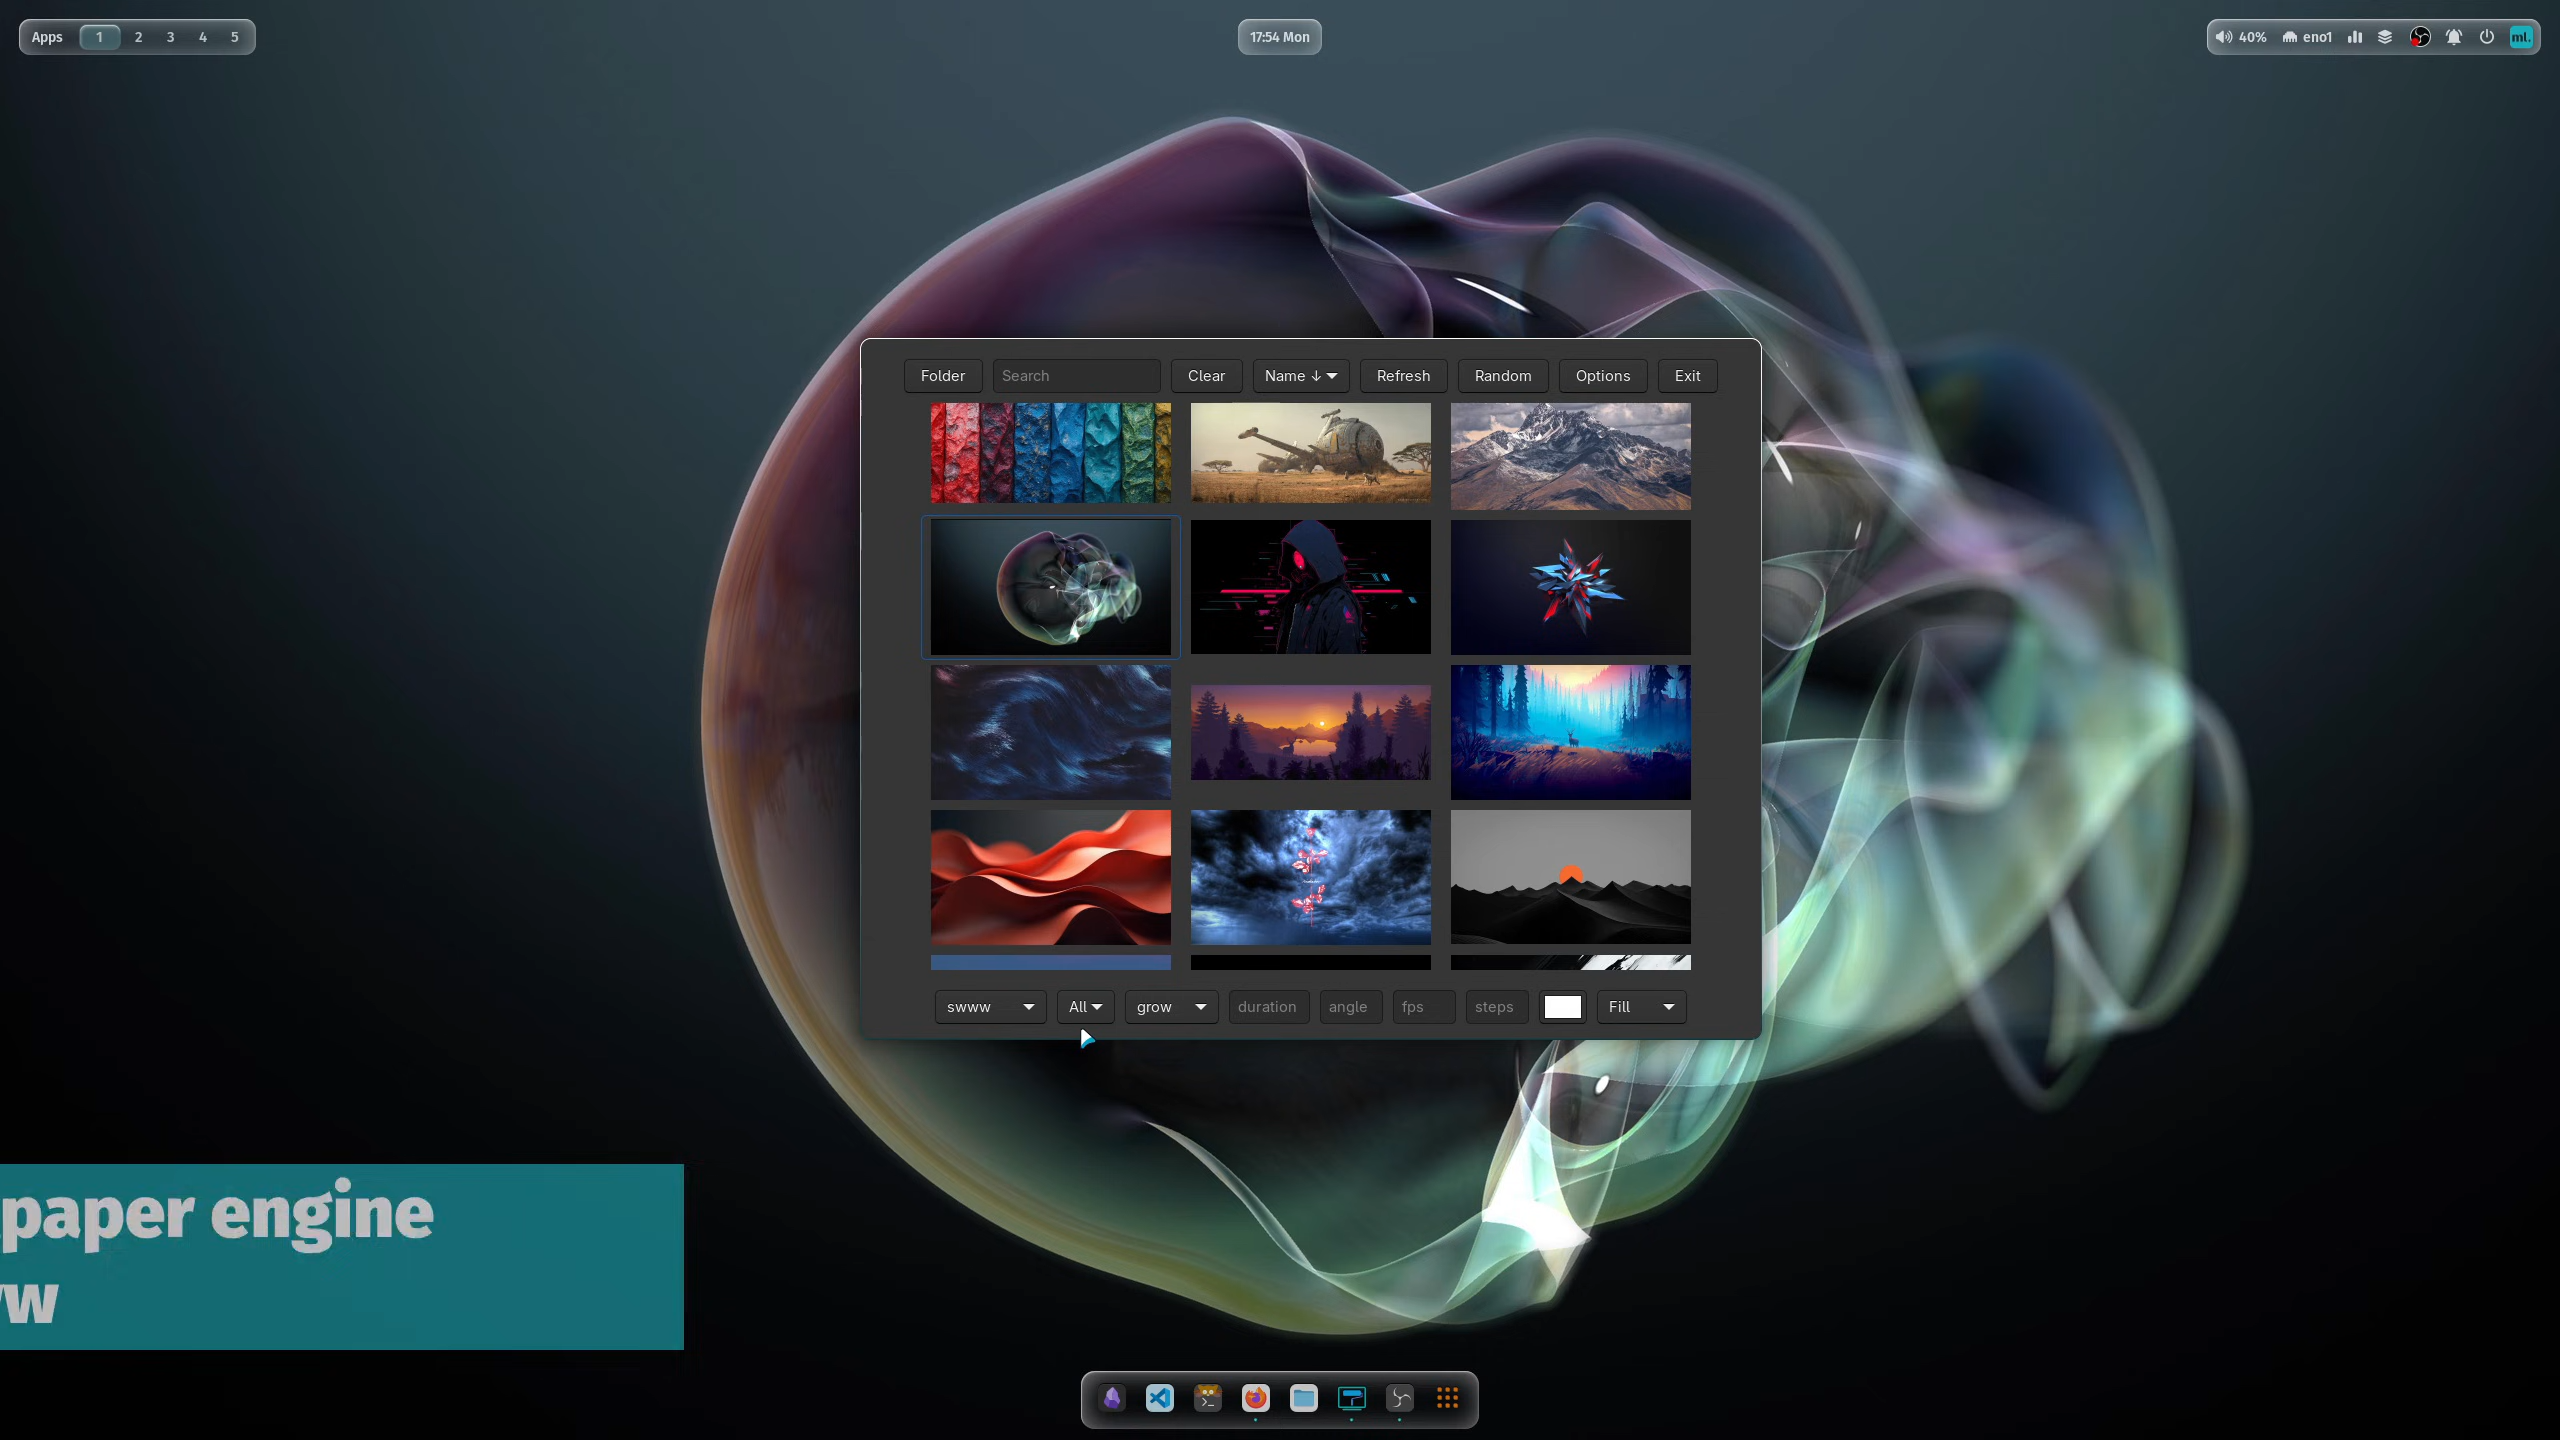 Apps 1 2 3 4 5
17:54 Mon
40% eno1
ml.
Folder Search Clear Name ↓ Refresh Random Options Exit
swww All grow duration angle fps steps Fill
paper engine
w